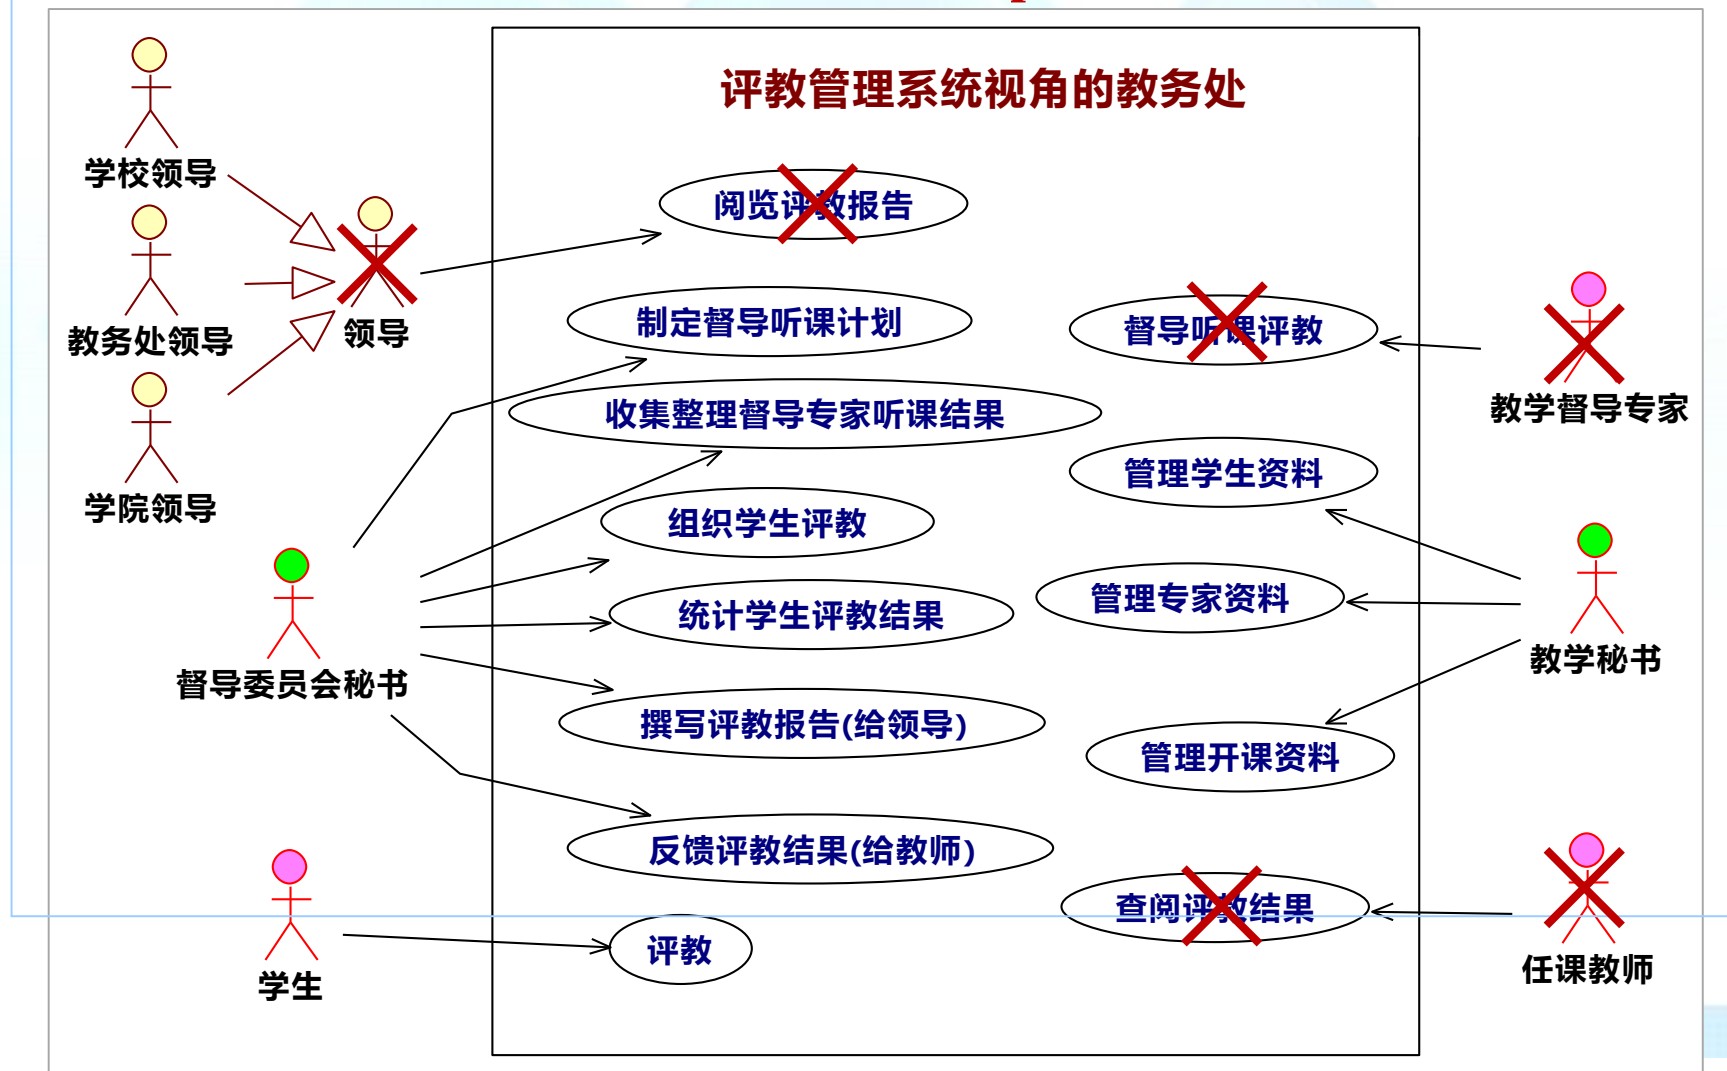 评教管理系统视角的教务处
学校领导
教务处领导
学院领导
领导
督导委员会秘书
学生
阅览评教报告
制定督导听课计划
收集整理督导专家听课结果
组织学生评教
统计学生评教结果
撰写评教报告(给领导)
反馈评教结果(给教师)
评教
督导听课评教
管理学生资料
管理专家资料
管理开课资料
查阅评教结果
教学督导专家
教学秘书
任课教师